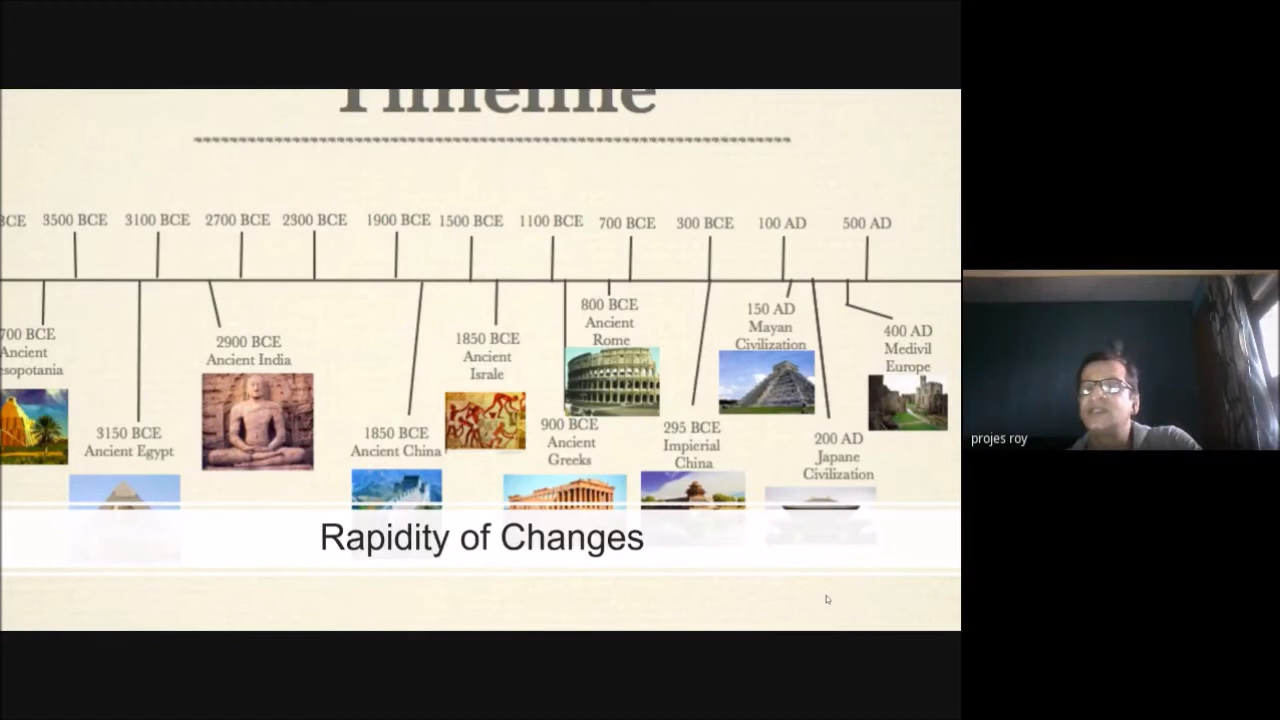 Timeline
BCE 3500 BCE 3100 BCE 2700 BCE 2300 BCE 1900 BCE 1500 BCE 1100 BCE 700 BCE 300 BCE 100 AD 500 AD
700 BCE
Ancient
esopotania
3150 BCE
Ancient Egypt
2900 BCE
Ancient India
1850 BCE
Ancient China
1850 BCE
Ancient
Israle
900 BCE
Ancient
Greeks
800 BCE
Ancient
Rome
295 BCE
Impierial
China
150 AD
Mayan
Civilization
200 AD
Japane
Civilization
400 AD
Medivil
Europe
Rapidity of Changes
projes roy